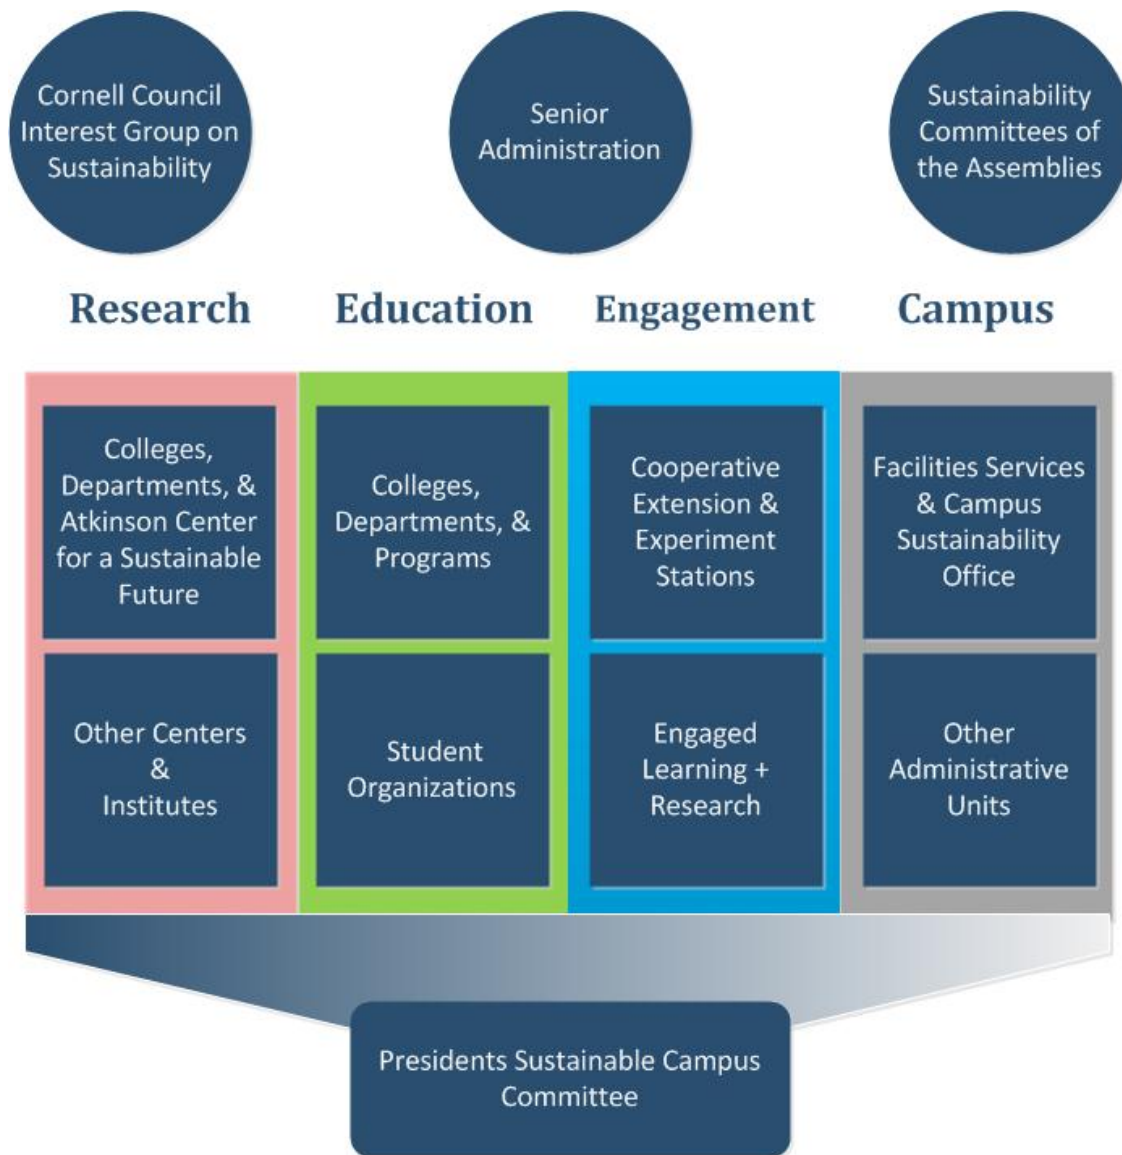 Cornell Council
Interest Group on
Sustainability
Senior
Administration
Sustainability
Committees of
the Assemblies
Research
Education
Engagement
Campus
Colleges,
Departments, &
Atkinson Center
for a Sustainable
Future
Colleges,
Departments, &
Programs
Cooperative
Extension &
Experiment
Stations
Facilities Services
& Campus
Sustainability
Office
Other Centers
&
Institutes
Student
Organizations
Engaged
Learning +
Research
Other
Administrative
Units
Presidents Sustainable Campus
Committee